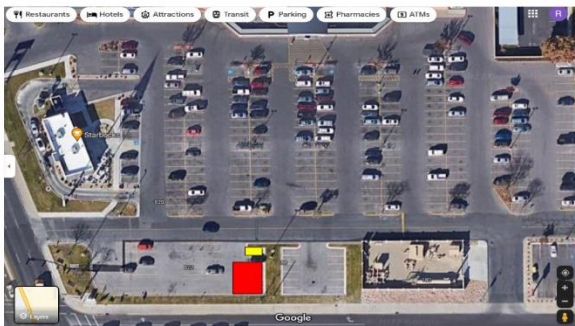 Restaurants Hotels Attractions Transit P Parking Pharmacies ATMs
R
Starbucks
Layers
Google